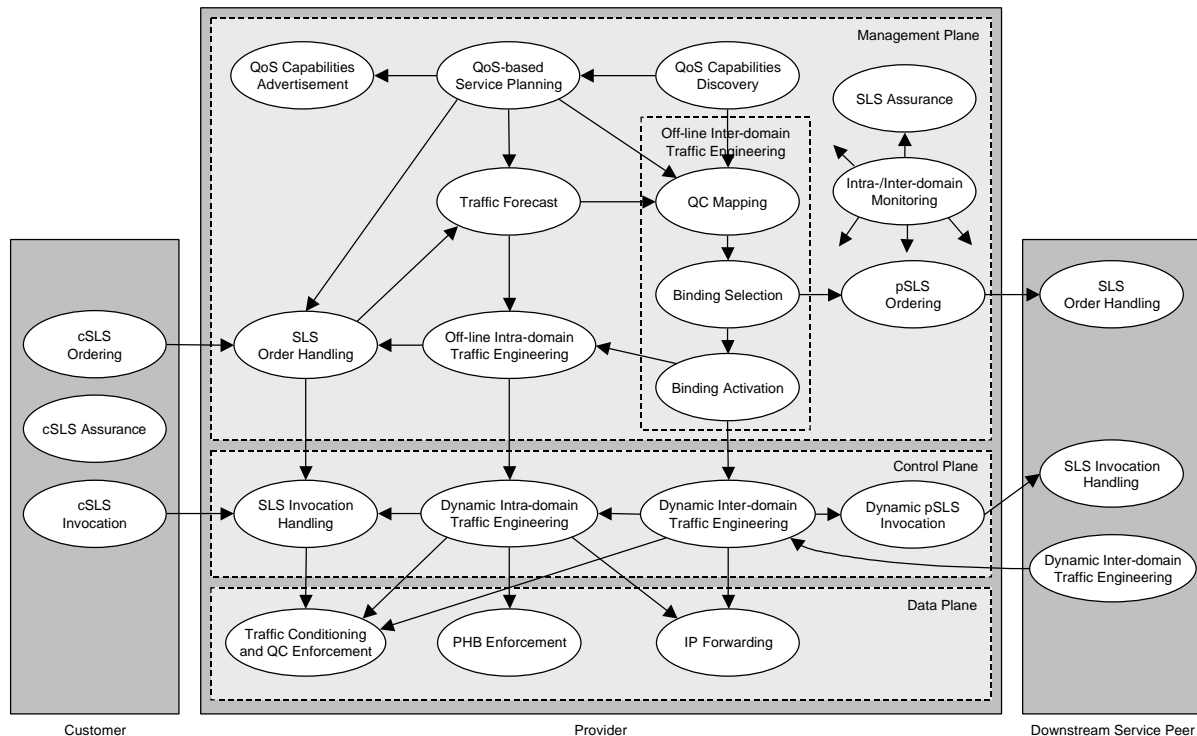 Management Plane
QoS Capabilities
Advertisement
QoS-based
Service Planning
QoS Capabilities
Discovery
SLS Assurance
Off-line Inter-domain
Traffic Engineering
Traffic Forecast
QC Mapping
Intra-/Inter-domain
Monitoring
Binding Selection
pSLS
Ordering
SLS
Order Handling
cSLS
Ordering
SLS
Order Handling
Off-line Intra-domain
Traffic Engineering
Binding Activation
cSLS Assurance
Control Plane
cSLS
Invocation
SLS Invocation
Handling
Dynamic Intra-domain
Traffic Engineering
Dynamic Inter-domain
Traffic Engineering
Dynamic pSLS
Invocation
SLS Invocation
Handling
Dynamic Inter-domain
Traffic Engineering
Data Plane
Traffic Conditioning
and QC Enforcement
PHB Enforcement
IP Forwarding
Customer
Provider
Downstream Service Peer